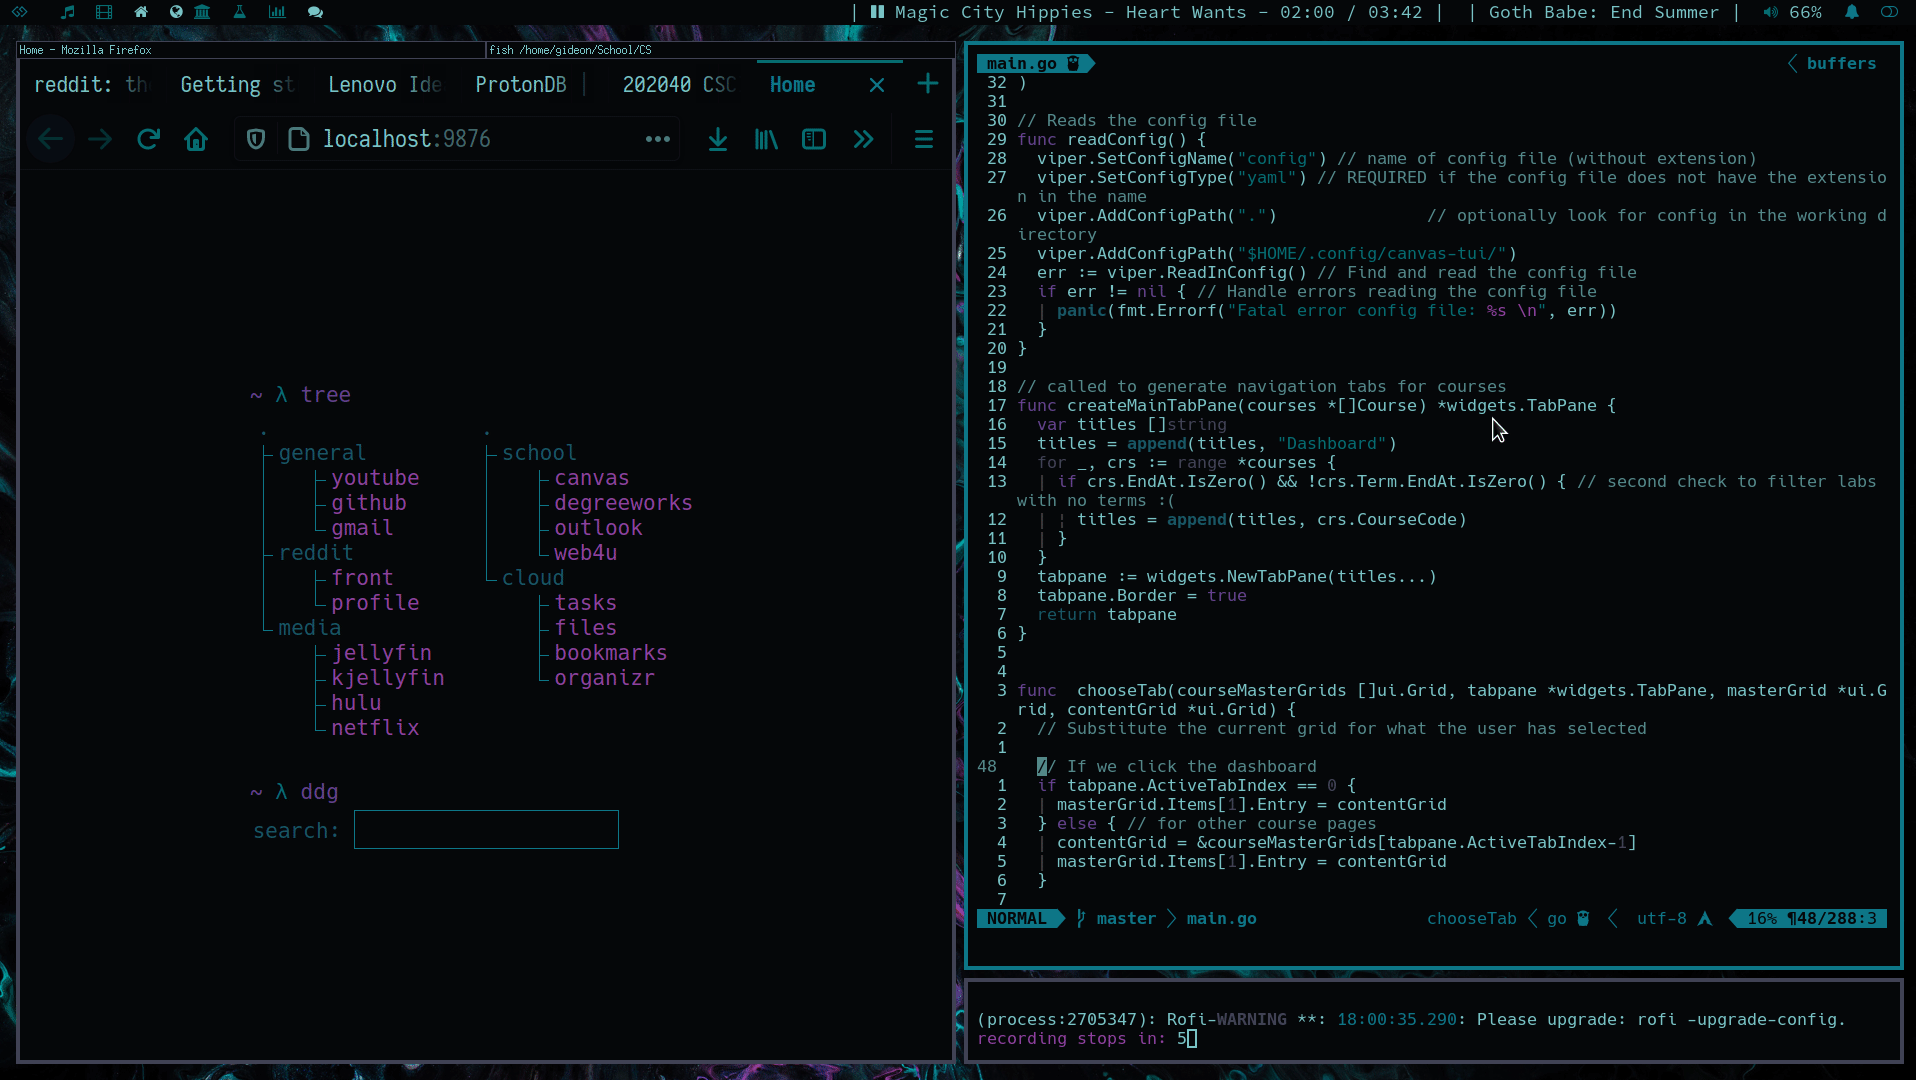 | Magic City Hippies - Heart Wants - 02:00 / 03:42 | | Goth Babe: End Summer | 66%
Home - Mozilla Firefox
fish /home/gideon/School/CS
reddit: th Getting st Lenovo Ide ProtonDB | 202040 CSC Home
localhost:9876
~ λ tree
.
general
youtube
github
gmail
reddit
front
profile
media
jellyfin
kjellyfin
hulu
netflix
.
school
canvas
degreeworks
outlook
web4u
cloud
tasks
files
bookmarks
organizr
~ λ ddg
search:
main.go buffers
32 )
31
30 // Reads the config file
29 func readConfig() {
28   viper.SetConfigName("config") // name of config file (without extension)
27   viper.SetConfigType("yaml") // REQUIRED if the config file does not have the extensio
n in the name
26   viper.AddConfigPath(".")               // optionally look for config in the working d
irectory
25   viper.AddConfigPath("$HOME/.config/canvas-tui/")
24   err := viper.ReadInConfig() // Find and read the config file
23   if err != nil { // Handle errors reading the config file
22   | panic(fmt.Errorf("Fatal error config file: %s \n", err))
21   }
20 }
19
18 // called to generate navigation tabs for courses
17 func createMainTabPane(courses *[]Course) *widgets.TabPane {
16   var titles []string
15   titles = append(titles, "Dashboard")
14   for _, crs := range *courses {
13   | if crs.EndAt.IsZero() && !crs.Term.EndAt.IsZero() { // second check to filter labs
with no terms :(
12   | ¦ titles = append(titles, crs.CourseCode)
11   | }
10   }
9   tabpane := widgets.NewTabPane(titles...)
8   tabpane.Border = true
7   return tabpane
6 }
5
4
3 func  chooseTab(courseMasterGrids []ui.Grid, tabpane *widgets.TabPane, masterGrid *ui.G
rid, contentGrid *ui.Grid) {
2   // Substitute the current grid for what the user has selected
1
48   // If we click the dashboard
1   if tabpane.ActiveTabIndex == 0 {
2   | masterGrid.Items[1].Entry = contentGrid
3   } else { // for other course pages
4   | contentGrid = &courseMasterGrids[tabpane.ActiveTabIndex-1]
5   | masterGrid.Items[1].Entry = contentGrid
6   }
7
NORMAL master main.go chooseTab go utf-8 16% ¶48/288:3
(process:2705347): Rofi-WARNING **: 18:00:35.290: Please upgrade: rofi -upgrade-config.
recording stops in: 5